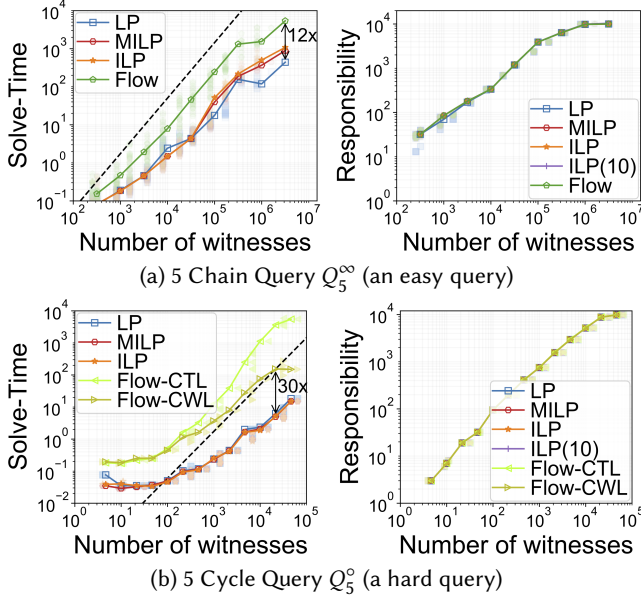 LP
MILP
ILP
Flow
12x
Solve-Time
10^4
10^3
10^2
10^1
10^0
10^-1
10^2 10^3 10^4 10^5 10^6 10^7
Number of witnesses
Responsibility
10^5
10^4
10^3
10^2
10^1
10^0
LP
MILP
ILP
ILP(10)
Flow
10^2 10^3 10^4 10^5 10^6 10^7
Number of witnesses
(a) 5 Chain Query Q_5^∞ (an easy query)
LP
MILP
ILP
Flow-CTL
Flow-CWL
30x
Solve-Time
10^4
10^3
10^2
10^1
10^0
10^-1
10^-2
10^0 10^1 10^2 10^3 10^4 10^5
Number of witnesses
Responsibility
10^4
10^3
10^2
10^1
10^0
LP
MILP
ILP
ILP(10)
Flow-CTL
Flow-CWL
10^0 10^1 10^2 10^3 10^4 10^5
Number of witnesses
(b) 5 Cycle Query Q_5^∘ (a hard query)